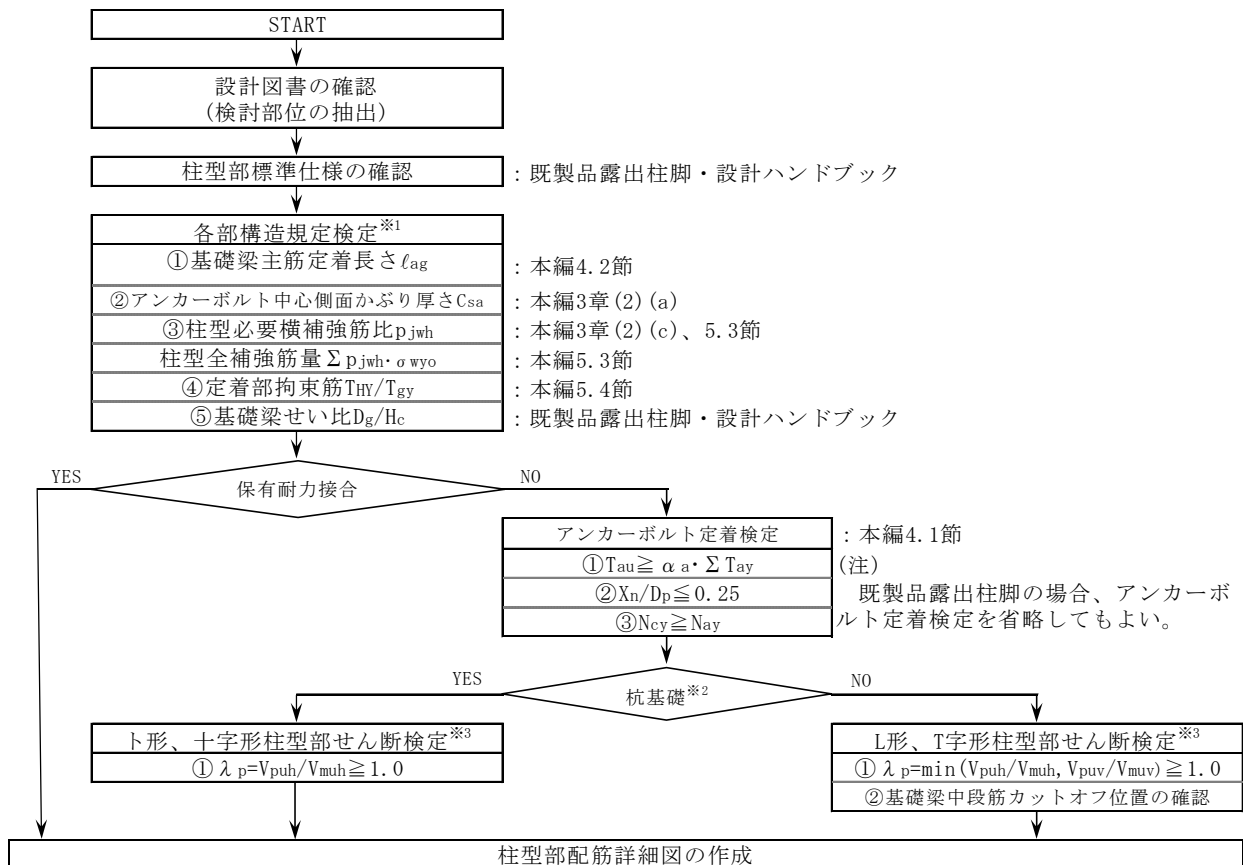 START
設計図書の確認
(検討部位の抽出)
柱型部標準仕様の確認
：既製品露出柱脚・設計ハンドブック
各部構造規定検定※1
①基礎梁主筋定着長さℓag
：本編4.2節
②アンカーボルト中心側面かぶり厚さCsa
：本編3章(2)(a)
③柱型必要横補強筋比pjwh
：本編3章(2)(c)、5.3節
柱型全補強筋量Σpjwh・σwyo
：本編5.3節
④定着部拘束筋THY/Tgy
：本編5.4節
⑤基礎梁せい比Dg/Hc
：既製品露出柱脚・設計ハンドブック
YES
保有耐力接合
NO
アンカーボルト定着検定
：本編4.1節
①Tau≧αa・ΣTay
②Xn/Dp≦0.25
③Ncy≧Nay
(注)
既製品露出柱脚の場合、アンカーボ
ルト定着検定を省略してもよい。
YES
杭基礎※2
NO
ト形、十字形柱型部せん断検定※3
①λp=Vpuh/Vmuh≧1.0
L形、T字形柱型部せん断検定※3
①λp=min(Vpuh/Vmuh,Vpuv/Vmuv)≧1.0
②基礎梁中段筋カットオフ位置の確認
柱型部配筋詳細図の作成